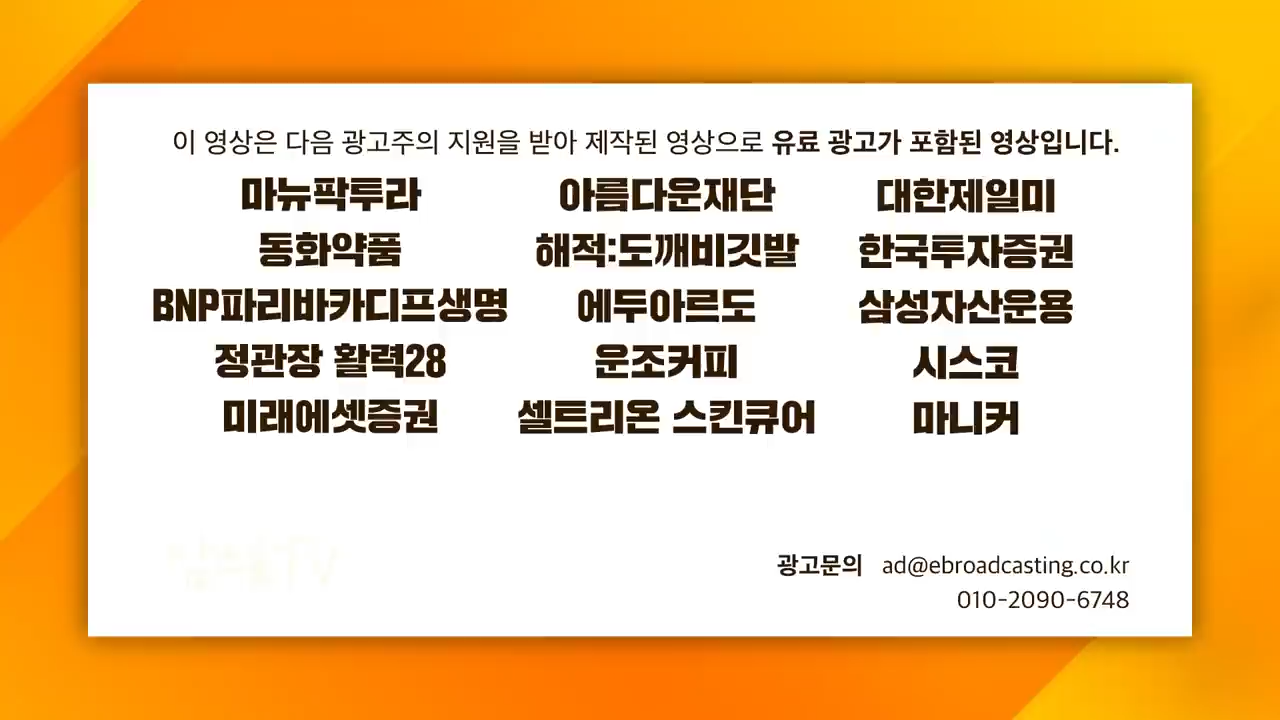 이 영상은 다음 광고주의 지원을 받아 제작된 영상으로 유료 광고가 포함된 영상입니다.
마뉴팍투라 아름다운재단 대한제일미
동화약품 해적:도깨비깃발 한국투자증권
BNP파리바카디프생명 에두아르도 삼성자산운용
정관장 활력28 운조커피 시스코
미래에셋증권 셀트리온 스킨큐어 마니커
광고문의 ad@ebroadcasting.co.kr
010-2090-6748